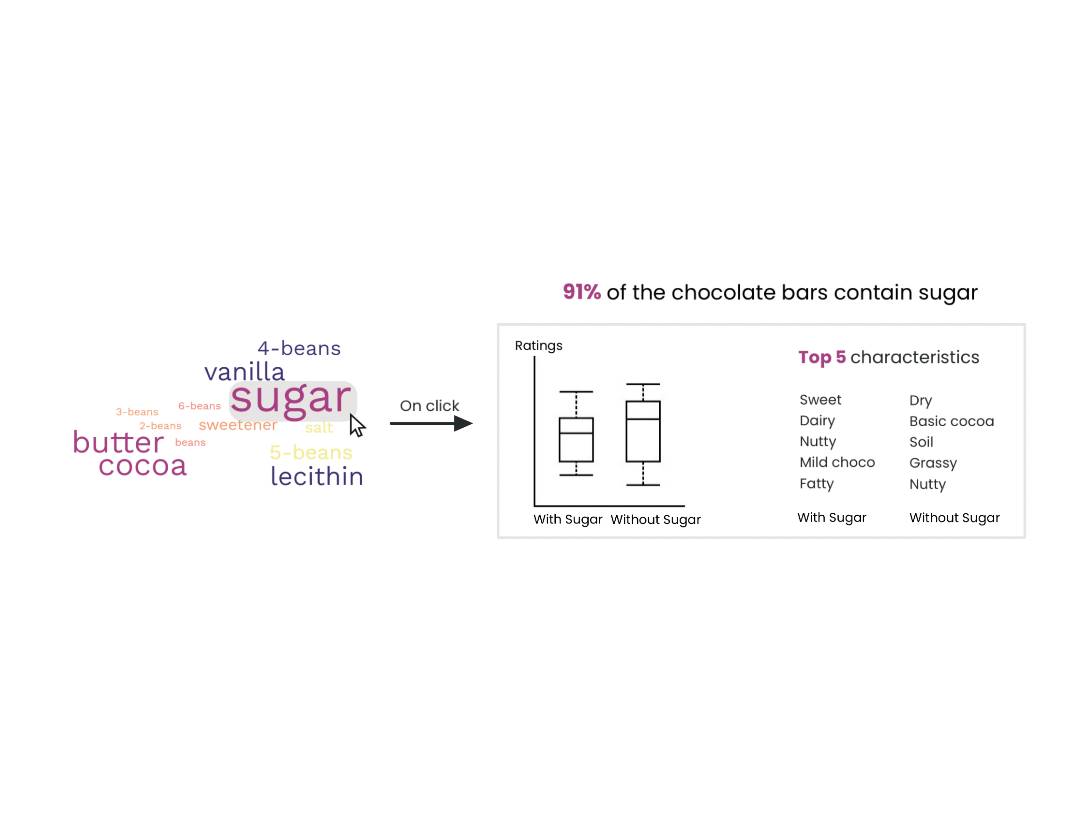 4-beans
vanilla
sugar
3-beans
6-beans
2-beans
sweetener
salt
butter
beans
5-beans
cocoa
lecithin
On click
91% of the chocolate bars contain sugar
Ratings
With Sugar
Without Sugar
Top 5 characteristics
Sweet
Dairy
Nutty
Mild choco
Fatty
With Sugar
Dry
Basic cocoa
Soil
Grassy
Nutty
Without Sugar